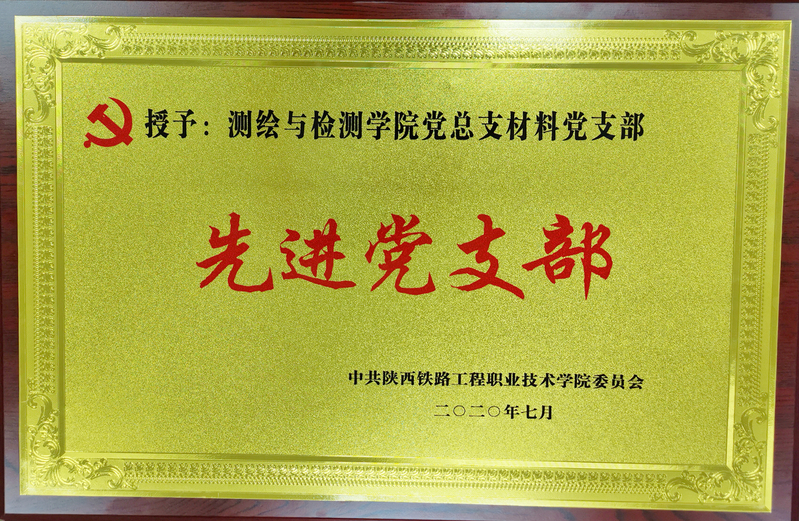 授予：测绘与检测学院党总支材料党支部
先进党支部
中共陕西铁路工程职业技术学院委员会
二〇二〇年七月